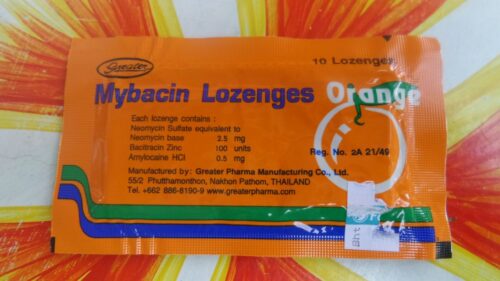 Greater
10 Lozenges
Mybacin Lozenges Orange
Each lozenge contains :
Neomycin Sulfate equivalent to
Neomycin base 2.5 mg
Bacitracin Zinc 100 units
Amylocaine HCl 0.5 mg
Reg. No. 2A 21/49
Manufactured by : Greater Pharma Manufacturing Co., Ltd.
55/2 Phutthamonthon, Nakhon Pathom, THAILAND
Tel. +662 886-8190-9 www.greaterpharma.com
Bht